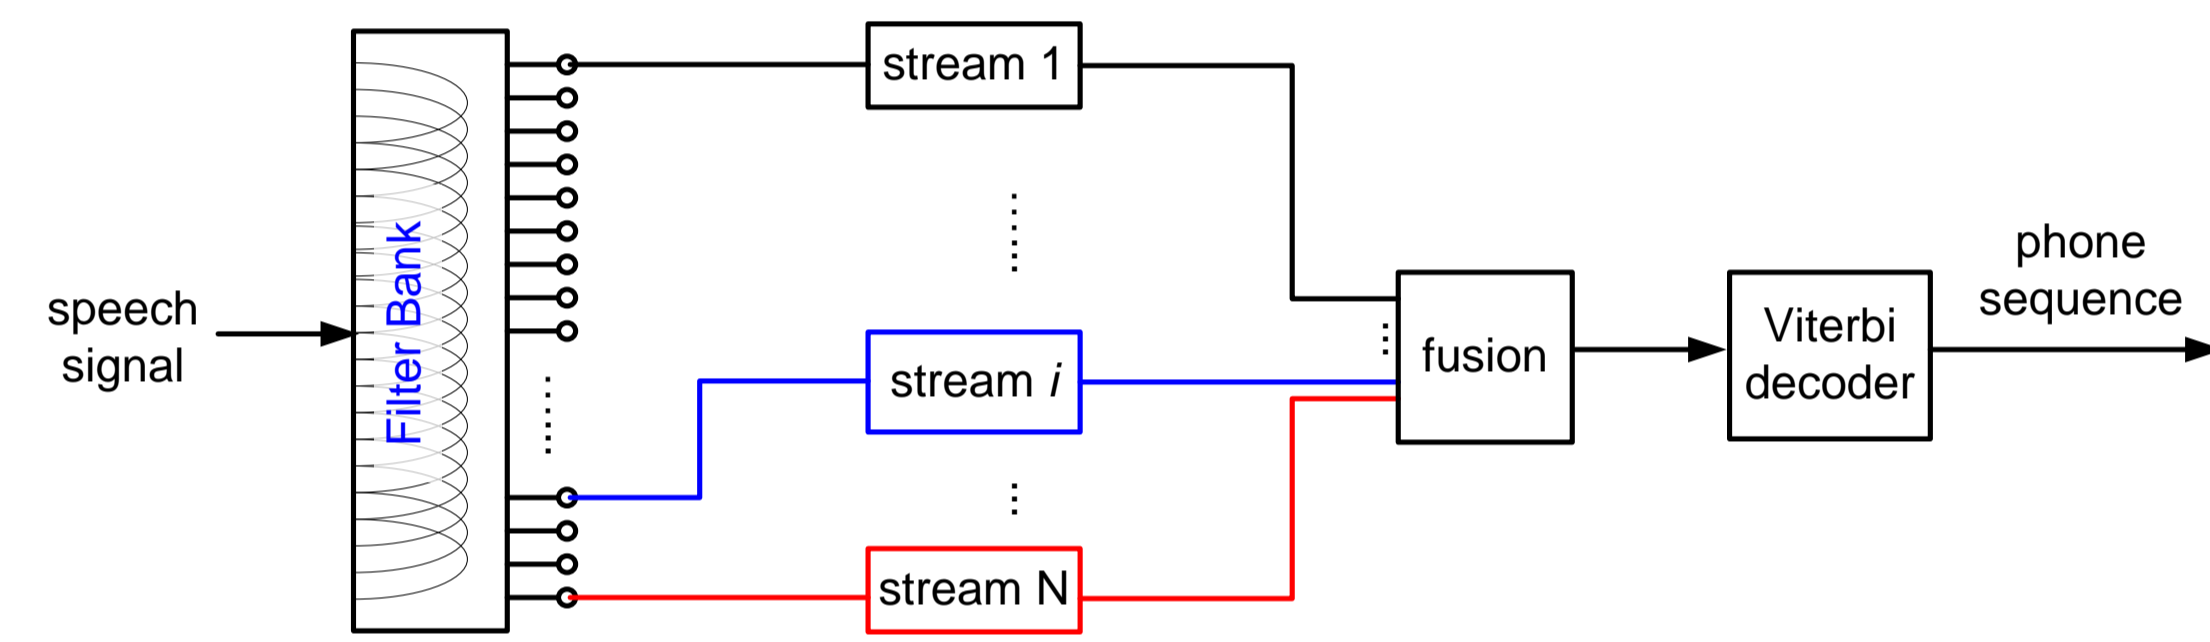 speech
signal
Filter Bank
stream 1
stream i
stream N
fusion
Viterbi
decoder
phone
sequence